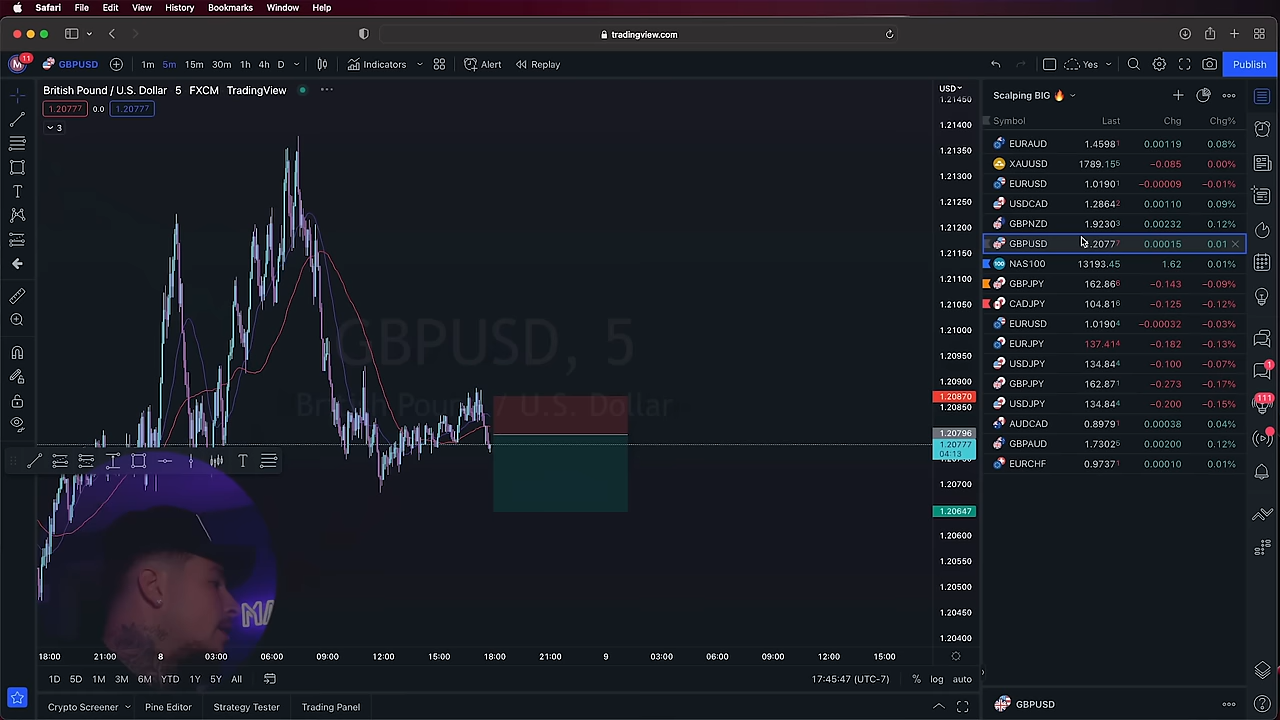 Safari File Edit View History Bookmarks Window Help
tradingview.com
11 GBPUSD 1m 5m 15m 30m 1h 4h D Indicators Alert Replay Yes Publish
British Pound / U.S. Dollar 5 FXCM TradingView
1.20777 0.0 1.20777
3
USD
1.21450
1.21400
1.21350
1.21300
1.21250
1.21200
1.21150
1.21100
1.21050
1.21000
1.20950
1.20900
1.20870
1.20850
1.20796
1.20777
04:13
1.20700
1.20647
1.20600
1.20550
1.20500
1.20450
1.20400
GBPUSD, 5
British Pound / U.S. Dollar
18:00 21:00 8 03:00 06:00 09:00 12:00 15:00 18:00 21:00 9 03:00 06:00 09:00 12:00 15:00
1D 5D 1M 3M 6M YTD 1Y 5Y All 17:45:47 (UTC-7) % log auto
Crypto Screener Pine Editor Strategy Tester Trading Panel
Scalping BIG 🔥
Symbol Last Chg Chg%
EURAUD 1.45981 0.00119 0.08%
XAUUSD 1789.155 −0.085 0.00%
EURUSD 1.01901 −0.00009 −0.01%
USDCAD 1.28642 0.00110 0.09%
GBPNZD 1.92303 0.00232 0.12%
GBPUSD 0.00015 0.01
NAS100 13193.45 1.62 0.01%
GBPJPY 162.866 −0.143 −0.09%
CADJPY 104.816 −0.125 −0.12%
EURUSD 1.01904 −0.00032 −0.03%
EURJPY 137.414 −0.182 −0.13%
USDJPY 134.844 −0.100 −0.07%
GBPJPY 162.871 −0.273 −0.17%
USDJPY 134.844 −0.200 −0.15%
AUDCAD 0.89791 0.00038 0.04%
GBPAUD 1.73026 0.00200 0.12%
EURCHF 0.97371 0.00010 0.01%
GBPUSD
1
111